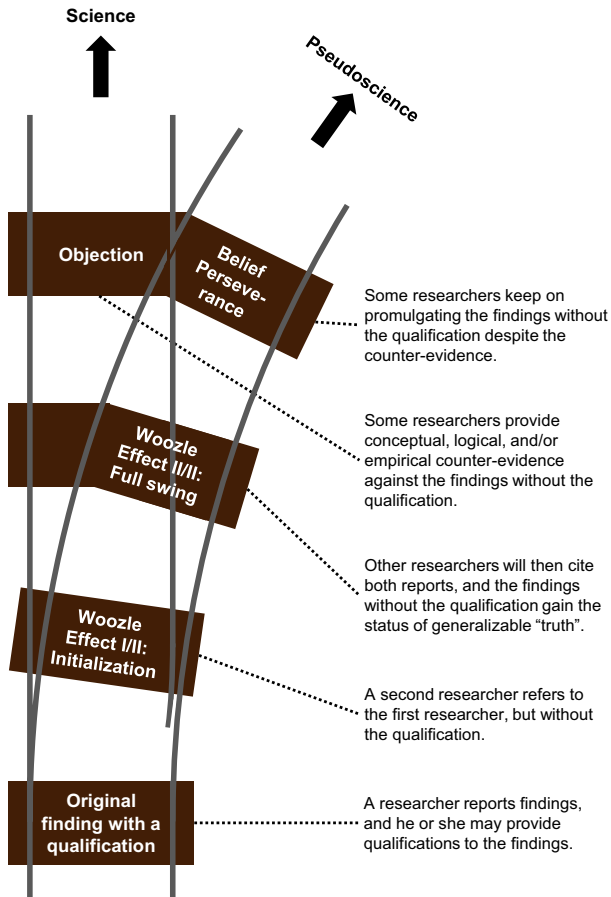 Science
Pseudoscience
Objection
Belief
Perseve-
rance
Some researchers keep on
promulgating the findings without
the qualification despite the
counter-evidence.
Some researchers provide
conceptual, logical, and/or
empirical counter-evidence
against the findings without the
qualification.
Woozle
Effect II/II:
Full swing
Other researchers will then cite
both reports, and the findings
without the qualification gain the
status of generalizable “truth”.
Woozle
Effect I/II:
Initialization
A second researcher refers to
the first researcher, but without
the qualification.
Original
finding with a
qualification
A researcher reports findings,
and he or she may provide
qualifications to the findings.